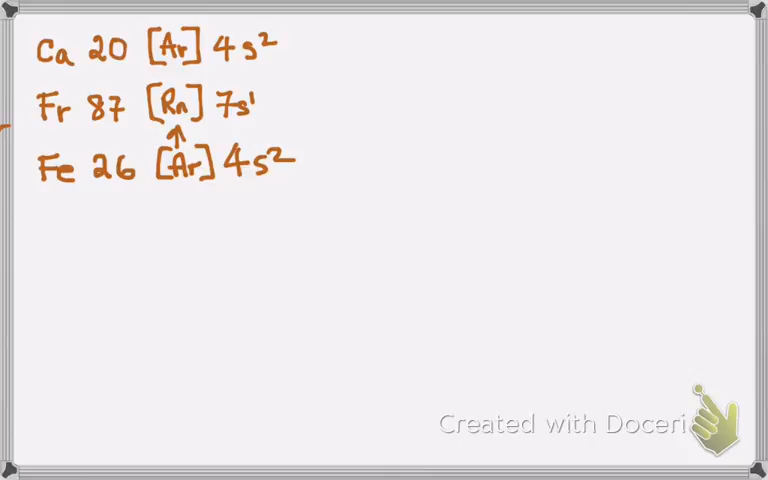 Ca 20 [Ar] 4s²
Fr 87 [Rn] 7s¹
Fe 26 [Ar] 4s²
Created with Doceri